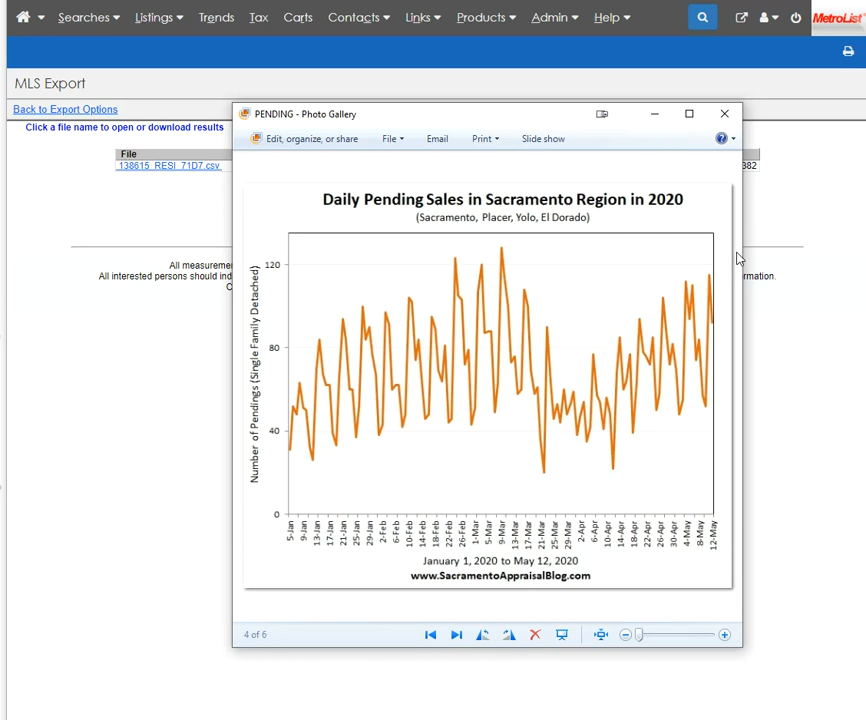 Searches Listings Trends Tax Carts Contacts Links Products Admin Help MetroList
MLS Export
Back to Export Options
Click a file name to open or download results
File
138615_RESI_71D7.csv
382
All measureme
All interested persons should ind
rmation.
PENDING - Photo Gallery
Edit, organize, or share File Email Print Slide show
Daily Pending Sales in Sacramento Region in 2020
(Sacramento, Placer, Yolo, El Dorado)
Number of Pendings (Single Family Detached)
120
80
40
0
5-Jan 9-Jan 13-Jan 17-Jan 21-Jan 25-Jan 29-Jan 2-Feb 6-Feb 10-Feb 14-Feb 18-Feb 22-Feb 26-Feb 1-Mar 5-Mar 9-Mar 13-Mar 17-Mar 21-Mar 25-Mar 29-Mar 2-Apr 6-Apr 10-Apr 14-Apr 18-Apr 22-Apr 26-Apr 30-Apr 4-May 8-May 12-May
January 1, 2020 to May 12, 2020
www.SacramentoAppraisalBlog.com
4 of 6